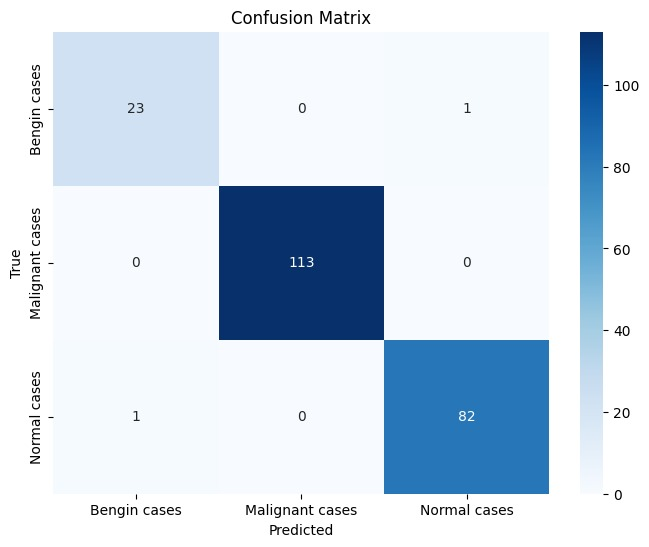 Confusion Matrix
True
Bengin cases
23 0 1
Malignant cases
0 113 0
Normal cases
1 0 82
Bengin cases Malignant cases Normal cases
Predicted
100
80
60
40
20
0